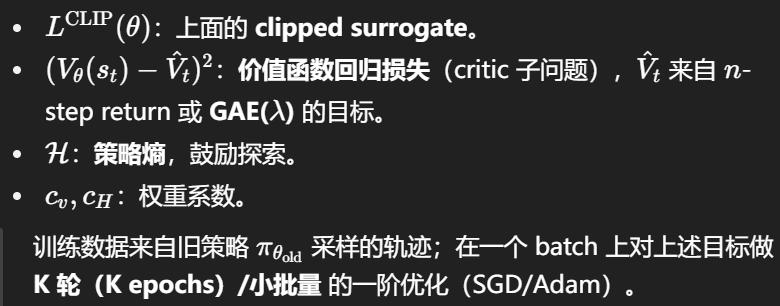 • $L^{\mathrm{CLIP}}(\theta)$：上面的 clipped surrogate。
• $(V_\theta(s_t) - \hat{V}_t)^2$：价值函数回归损失（critic 子问题），$\hat{V}_t$ 来自 $n$-
step return 或 GAE(λ) 的目标。
• $\mathcal{H}$：策略熵，鼓励探索。
• $c_v, c_H$：权重系数。
训练数据来自旧策略 $\pi_{\theta_{\mathrm{old}}}$ 采样的轨迹；在一个 batch 上对上述目标做
K 轮（K epochs）/小批量 的一阶优化（SGD/Adam）。